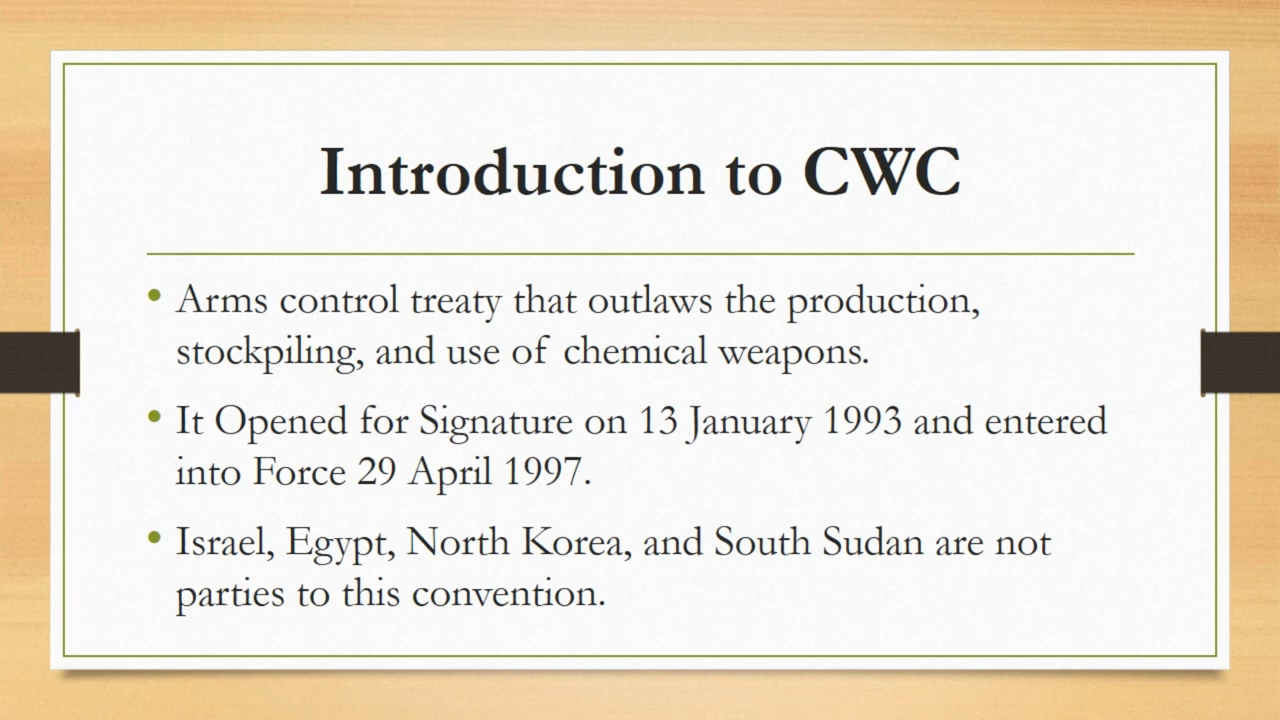 Introduction to CWC
• Arms control treaty that outlaws the production,
stockpiling, and use of chemical weapons.
• It Opened for Signature on 13 January 1993 and entered
into Force 29 April 1997.
• Israel, Egypt, North Korea, and South Sudan are not
parties to this convention.